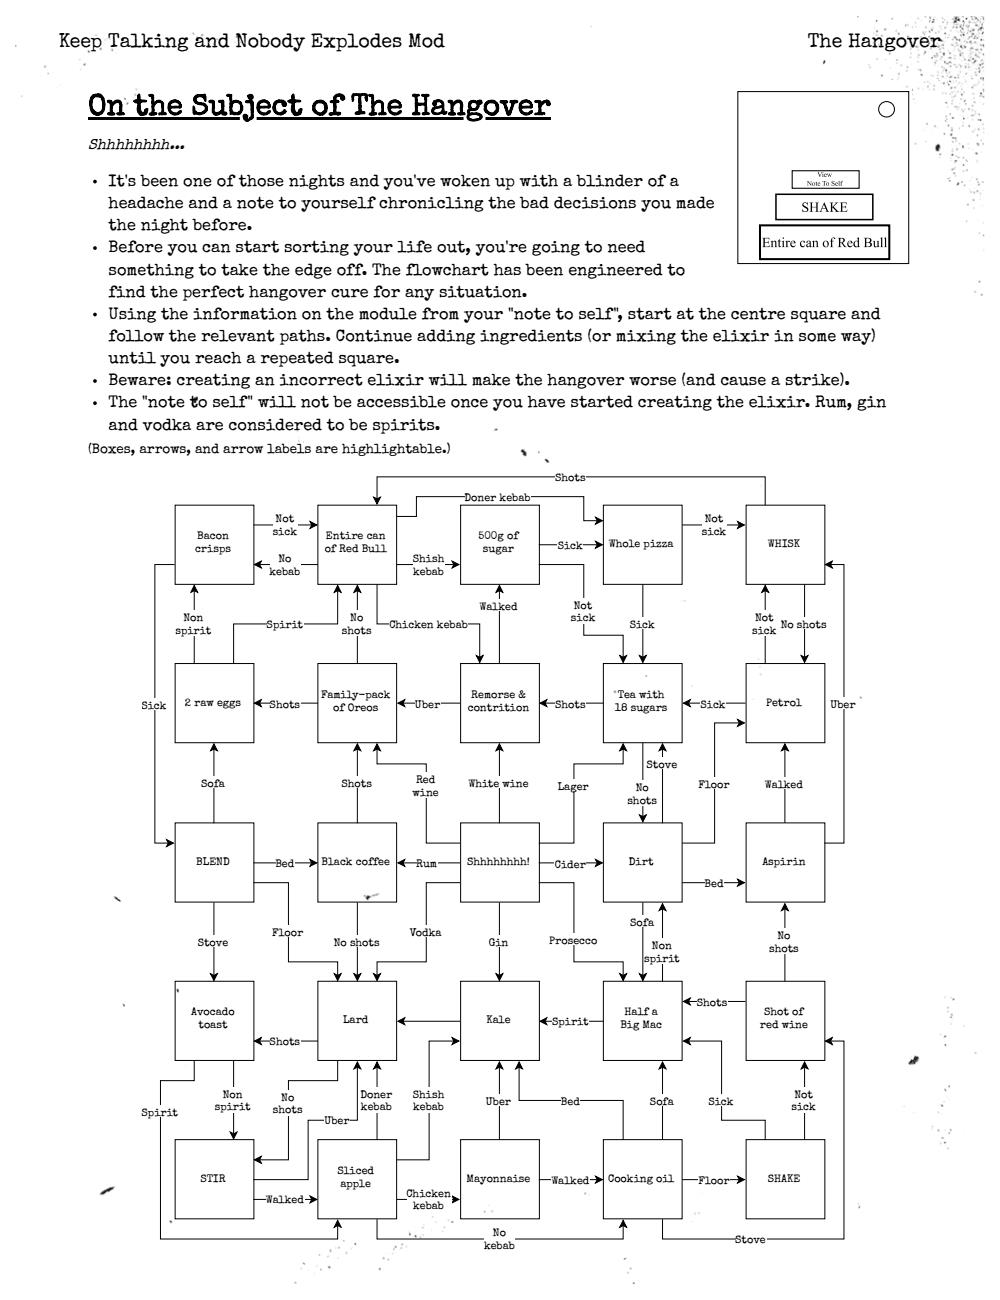 Keep Talking and Nobody Explodes Mod
The Hangover
On the Subject of The Hangover
Shhhhhhhh...
• It's been one of those nights and you've woken up with a blinder of a
headache and a note to yourself chronicling the bad decisions you made
the night before.
• Before you can start sorting your life out, you're going to need
something to take the edge off. The flowchart has been engineered to
find the perfect hangover cure for any situation.
• Using the information on the module from your "note to self", start at the centre square and
follow the relevant paths. Continue adding ingredients (or mixing the elixir in some way)
until you reach a repeated square.
• Beware: creating an incorrect elixir will make the hangover worse (and cause a strike).
• The "note to self" will not be accessible once you have started creating the elixir. Rum, gin
and vodka are considered to be spirits.
(Boxes, arrows, and arrow labels are highlightable.)
View
Note To Self
SHAKE
Entire can of Red Bull
Shots
Doner kebab
Bacon
crisps
Not
sick
No
kebab
Entire can
of Red Bull
Shish
kebab
500g of
sugar
Sick
Whole pizza
Not
sick
WHISK
Non
spirit
Spirit
No
shots
Chicken kebab
Walked
Not
sick
Sick
Not
sick
No shots
Sick
2 raw eggs
Shots
Family-pack
of Oreos
Uber
Remorse &
contrition
Shots
Tea with
18 sugars
Sick
Petrol
Uber
Sofa
Shots
Red
wine
White wine
Lager
No
shots
Stove
Floor
Walked
BLEND
Bed
Black coffee
Rum
Shhhhhhhh!
Cider
Dirt
Bed
Aspirin
Stove
Floor
No shots
Vodka
Gin
Prosecco
Sofa
Non
spirit
No
shots
Avocado
toast
Shots
Lard
Kale
Spirit
Half a
Big Mac
Shots
Shot of
red wine
Spirit
Non
spirit
No
shots
Uber
Doner
kebab
Shish
kebab
Uber
Bed
Sofa
Sick
Not
sick
STIR
Walked
Sliced
apple
Chicken
kebab
Mayonnaise
Walked
Cooking oil
Floor
SHAKE
No
kebab
Stove